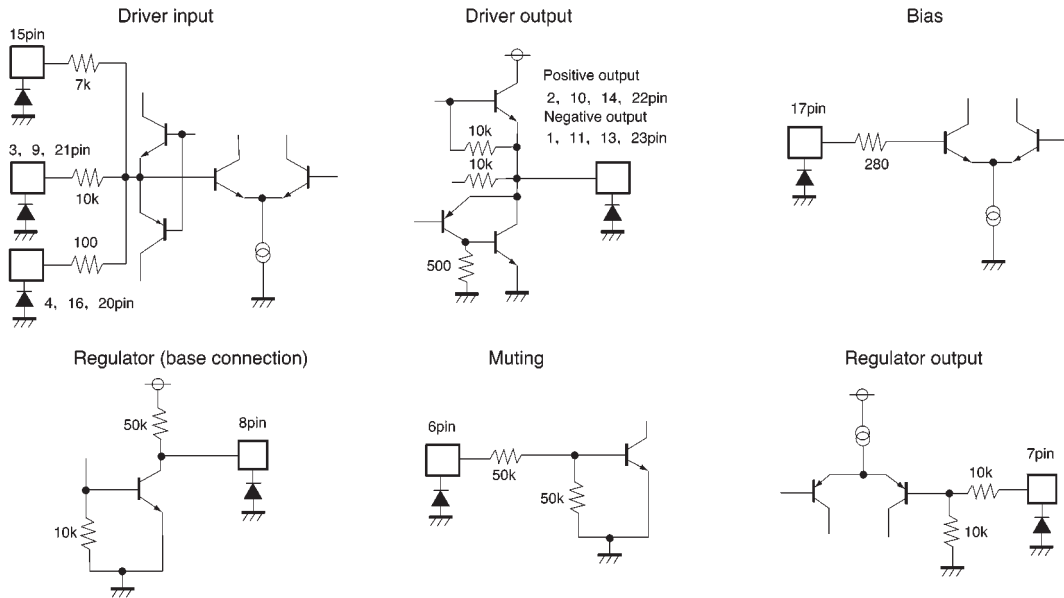 Driver input
15pin
7k
3, 9, 21pin
10k
100
4, 16, 20pin
Driver output
Positive output
2, 10, 14, 22pin
Negative output
1, 11, 13, 23pin
10k
10k
500
Bias
17pin
280
Regulator (base connection)
50k
8pin
10k
Muting
6pin
50k
50k
Regulator output
7pin
10k
10k